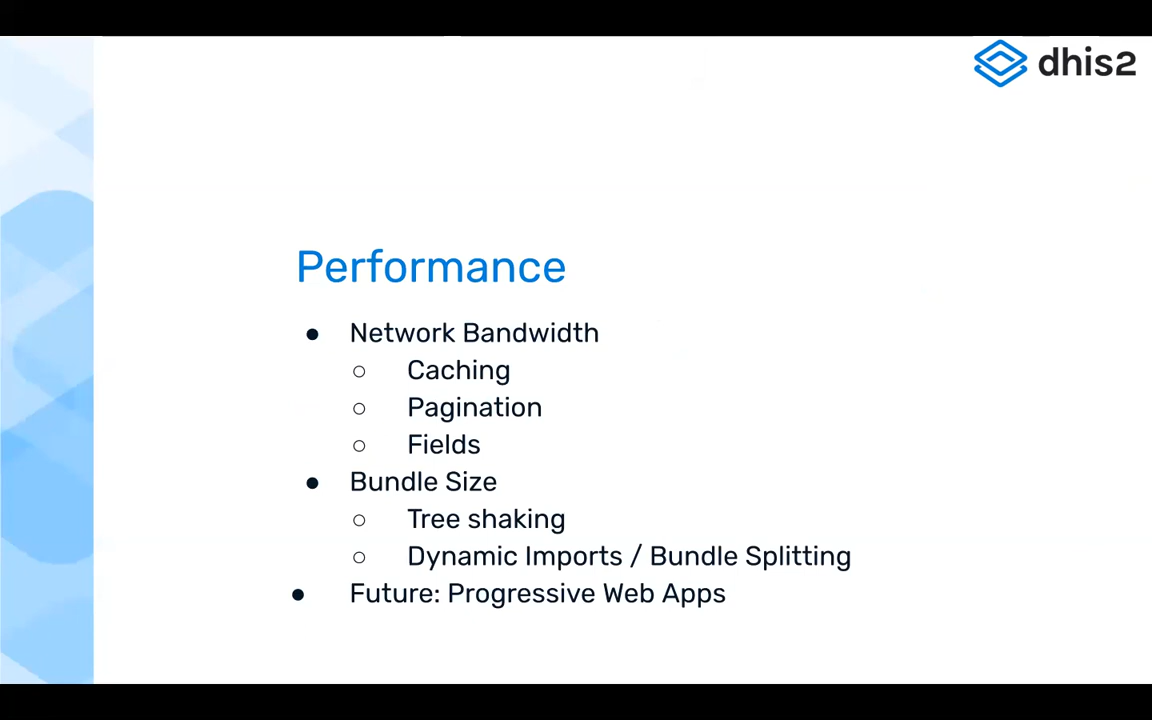 dhis2
Performance
● Network Bandwidth
○ Caching
○ Pagination
○ Fields
● Bundle Size
○ Tree shaking
○ Dynamic Imports / Bundle Splitting
● Future: Progressive Web Apps